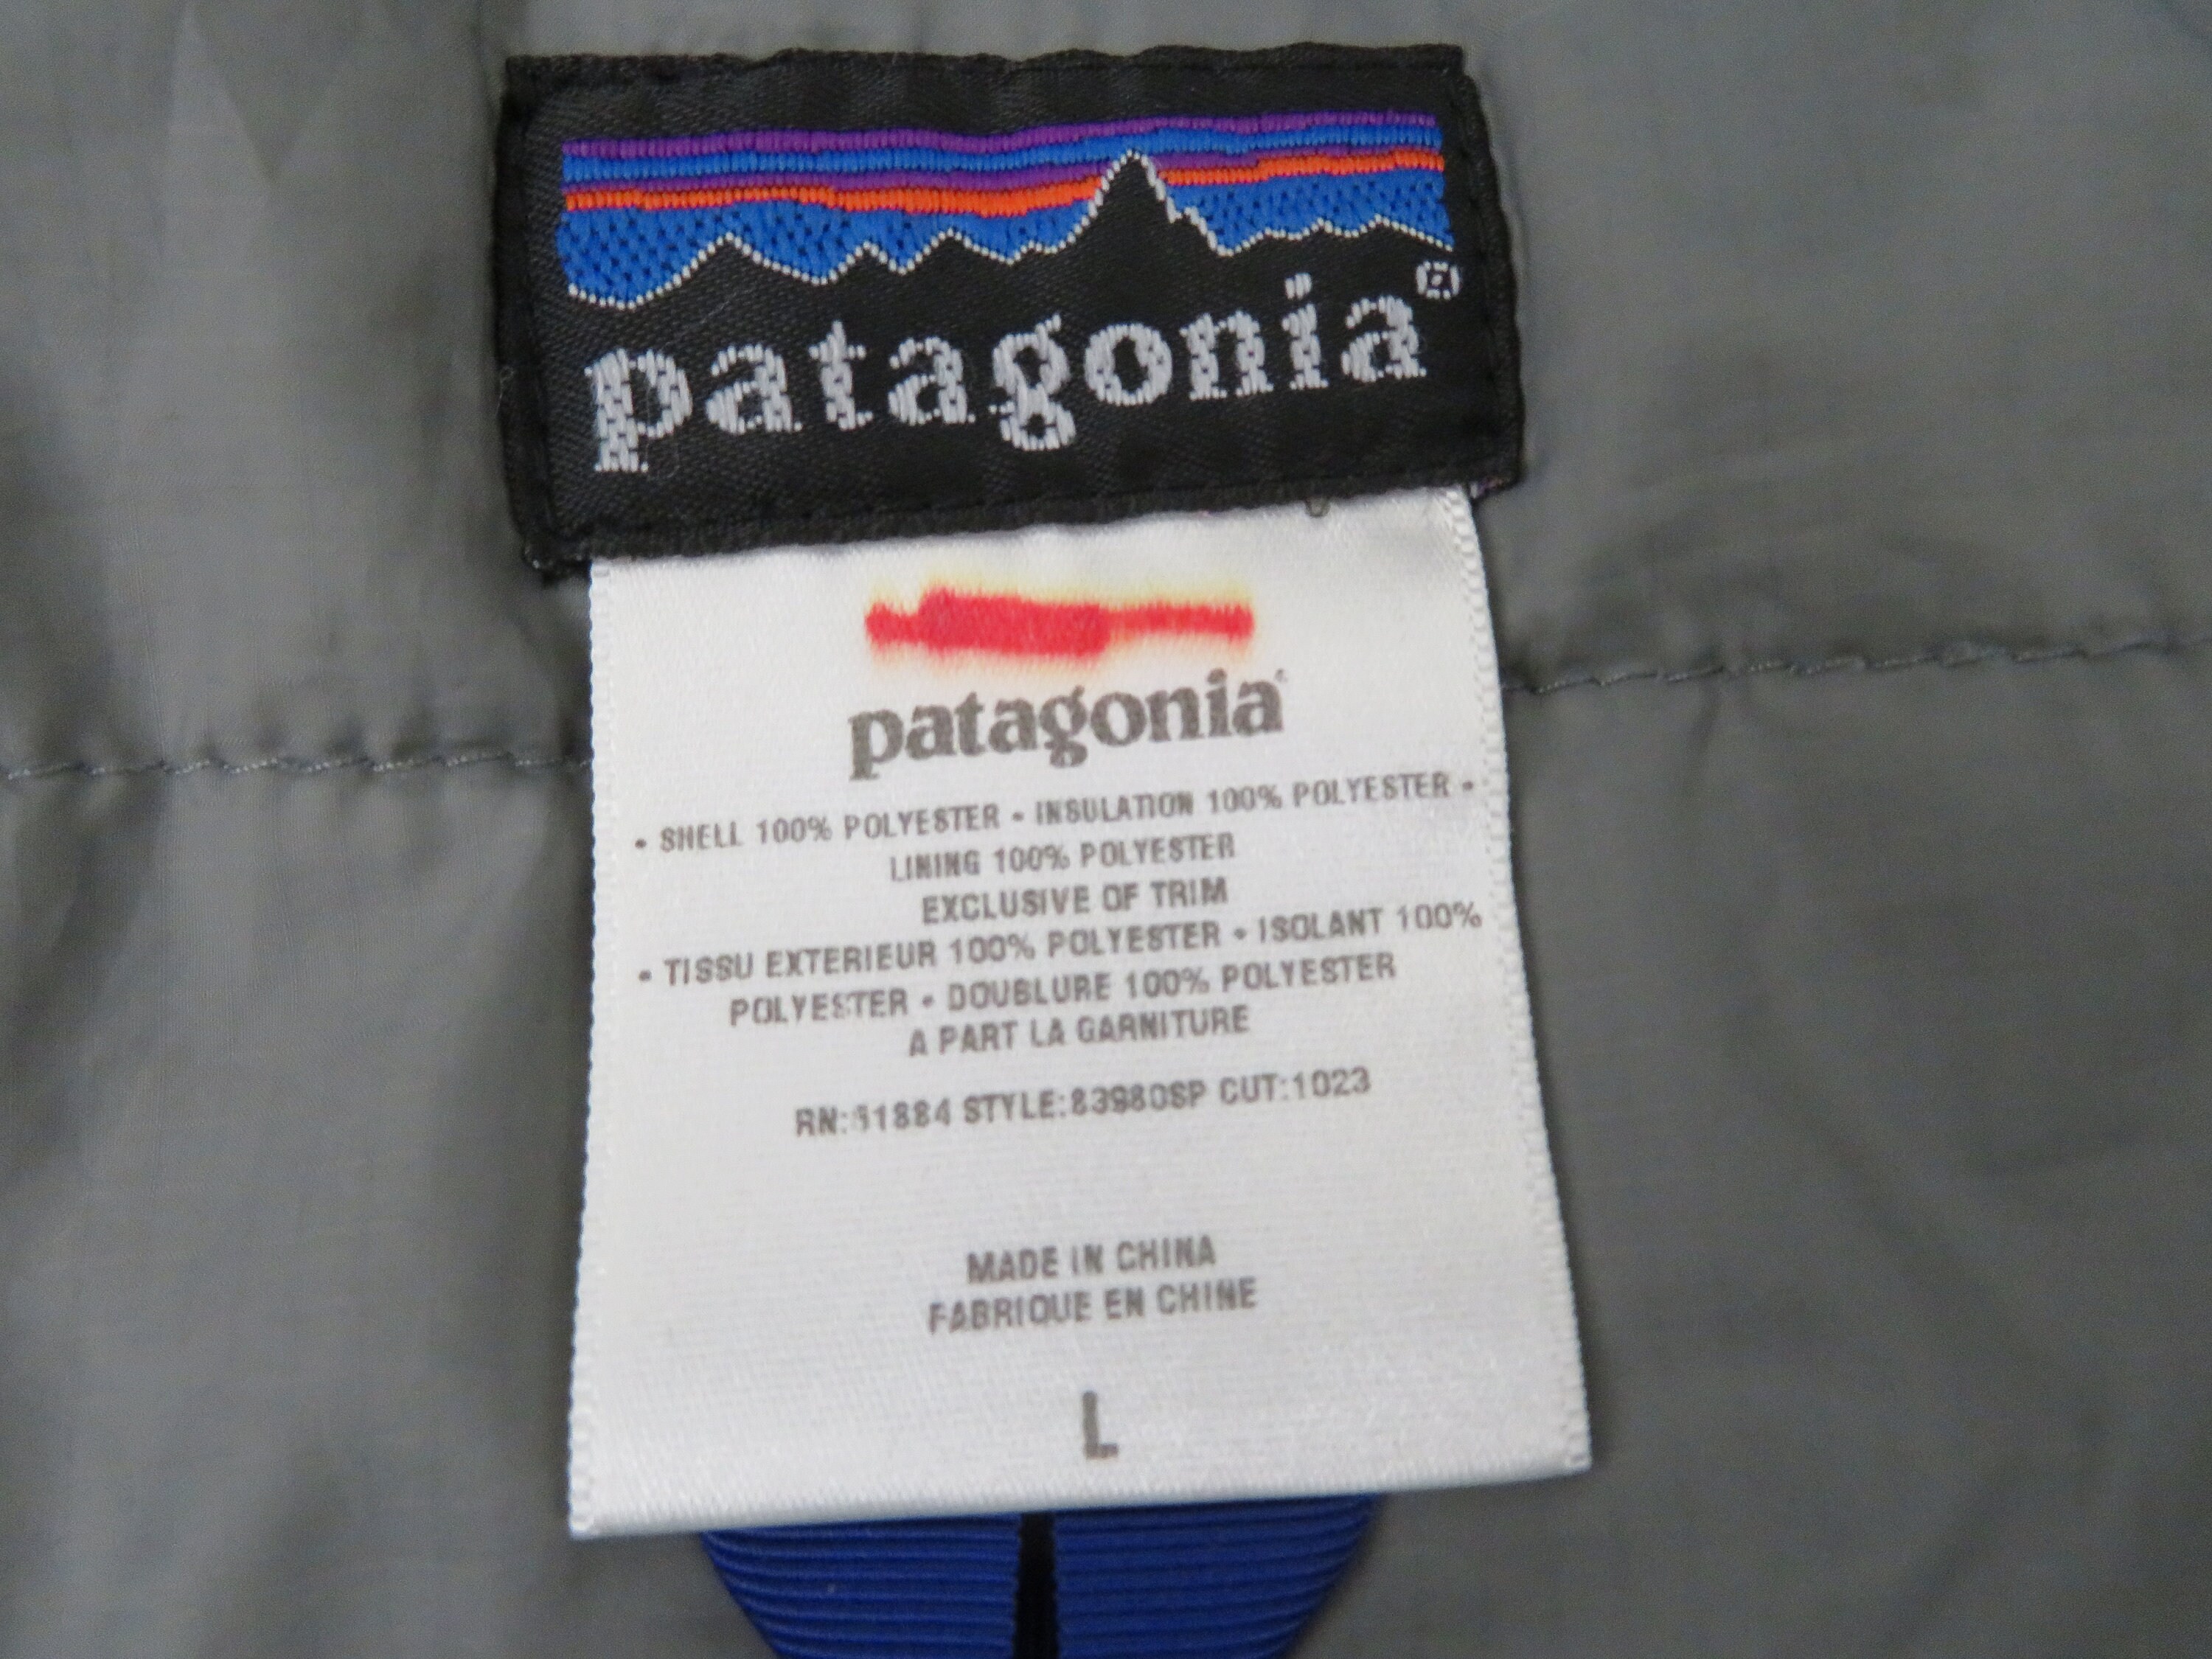 patagonia®
patagonia
• SHELL 100% POLYESTER • INSULATION 100% POLYESTER •
LINING 100% POLYESTER
EXCLUSIVE OF TRIM
• TISSU EXTERIEUR 100% POLYESTER • ISOLANT 100%
POLYESTER • DOUBLURE 100% POLYESTER
A PART LA GARNITURE
RN:51884 STYLE:83980SP CUT:1023
MADE IN CHINA
FABRIQUE EN CHINE
L